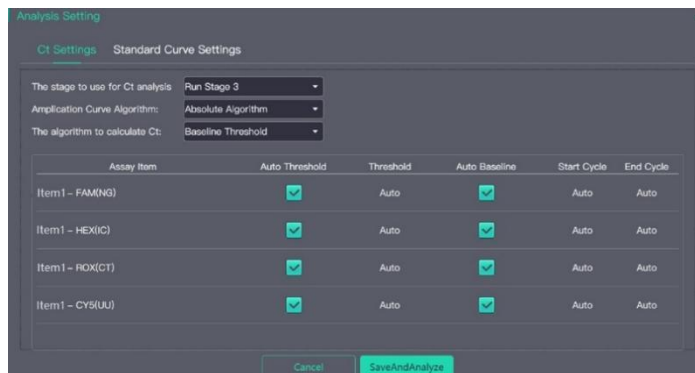 Analysis Setting
Ct Settings Standard Curve Settings
The stage to use for Ct analysis Run Stage 3
Amplication Curve Algorithm: Absolute Algorithm
The algorithm to calculate Ct: Baseline Threshold
Assay Item Auto Threshold Threshold Auto Baseline Start Cycle End Cycle
Item1 - FAM(NG) Auto Auto Auto
Item1 - HEX(IC) Auto Auto Auto
Item1 - ROX(CT) Auto Auto Auto
Item1 - CY5(UU) Auto Auto Auto
Cancel SaveAndAnalyze